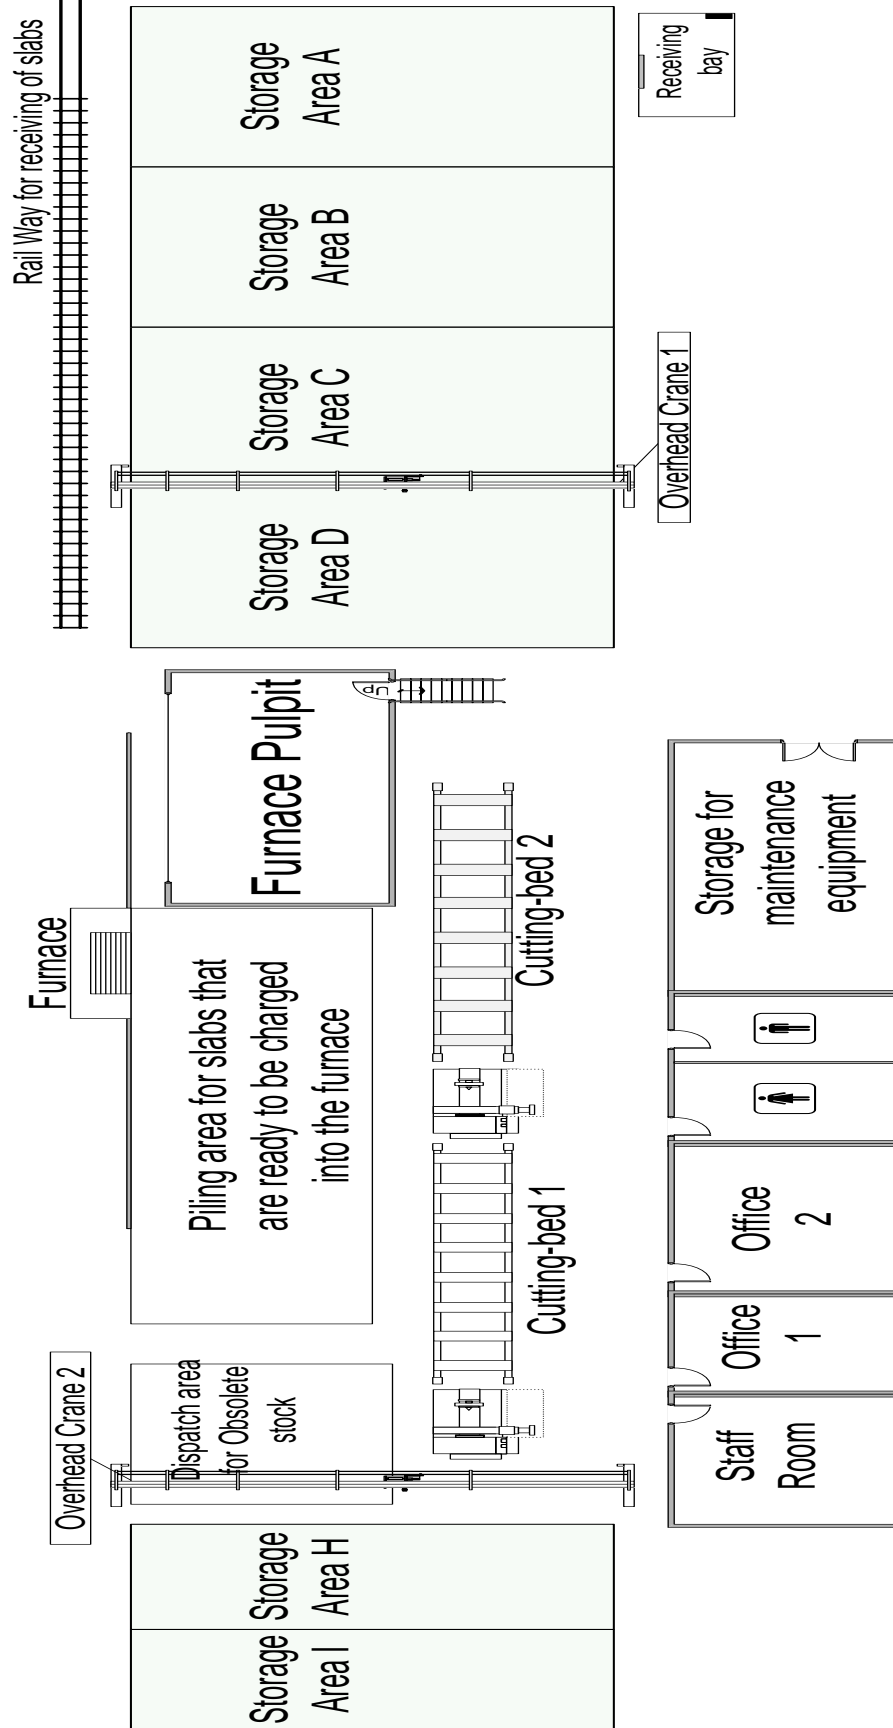 Rail Way for receiving of slabs
Storage
Area A
Receiving
bay
Storage
Area B
Storage
Area C
Overhead Crane 1
Storage
Area D
Furnace Pulpit
UP
Furnace
Cutting-bed 2
Storage for
maintenance
equipment
Pilling area for slabs that
are ready to be charged
into the furnace
Cutting-bed 1
Office
2
Office
1
Overhead Crane 2
Dispatch area
for Obsolete
stock
Staff
Room
Storage
Area H
Storage
Area I